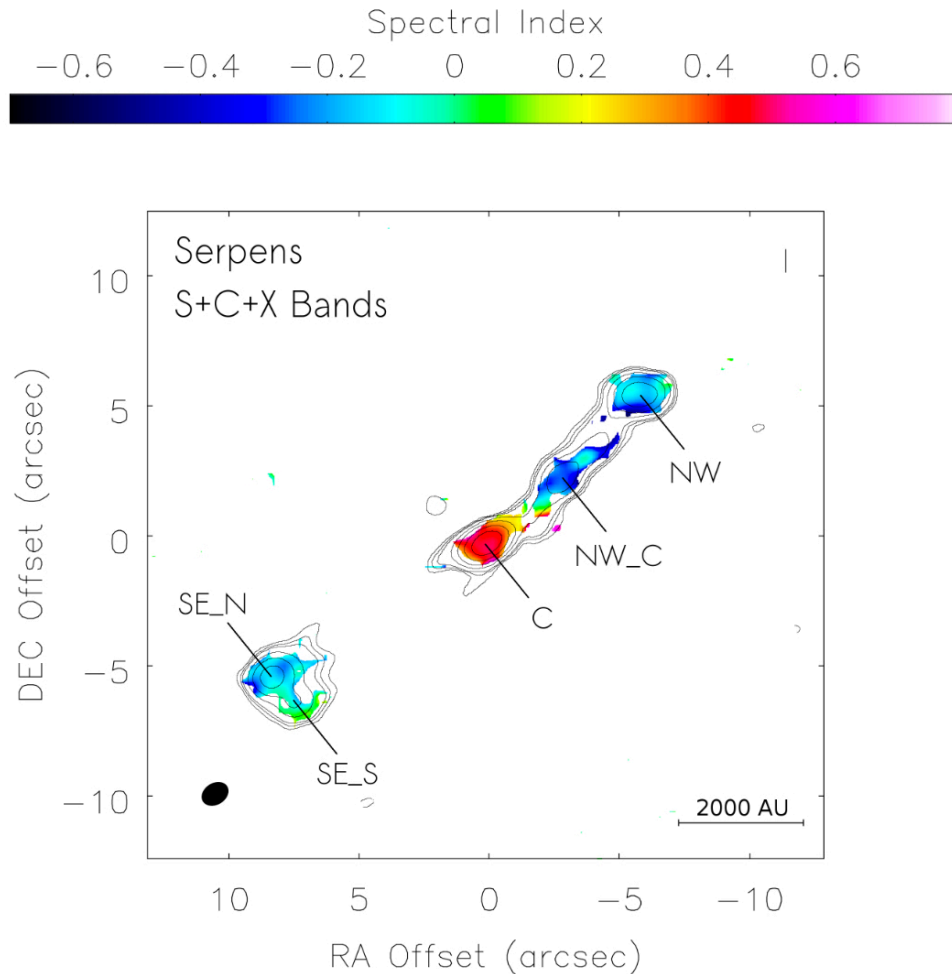 Spectral Index
−0.6 −0.4 −0.2 0 0.2 0.4 0.6
Serpens
S+C+X Bands
10
5
0
−5
−10
DEC Offset (arcsec)
NW
NW_C
C
SE_N
SE_S
2000 AU
10 5 0 −5 −10
RA Offset (arcsec)